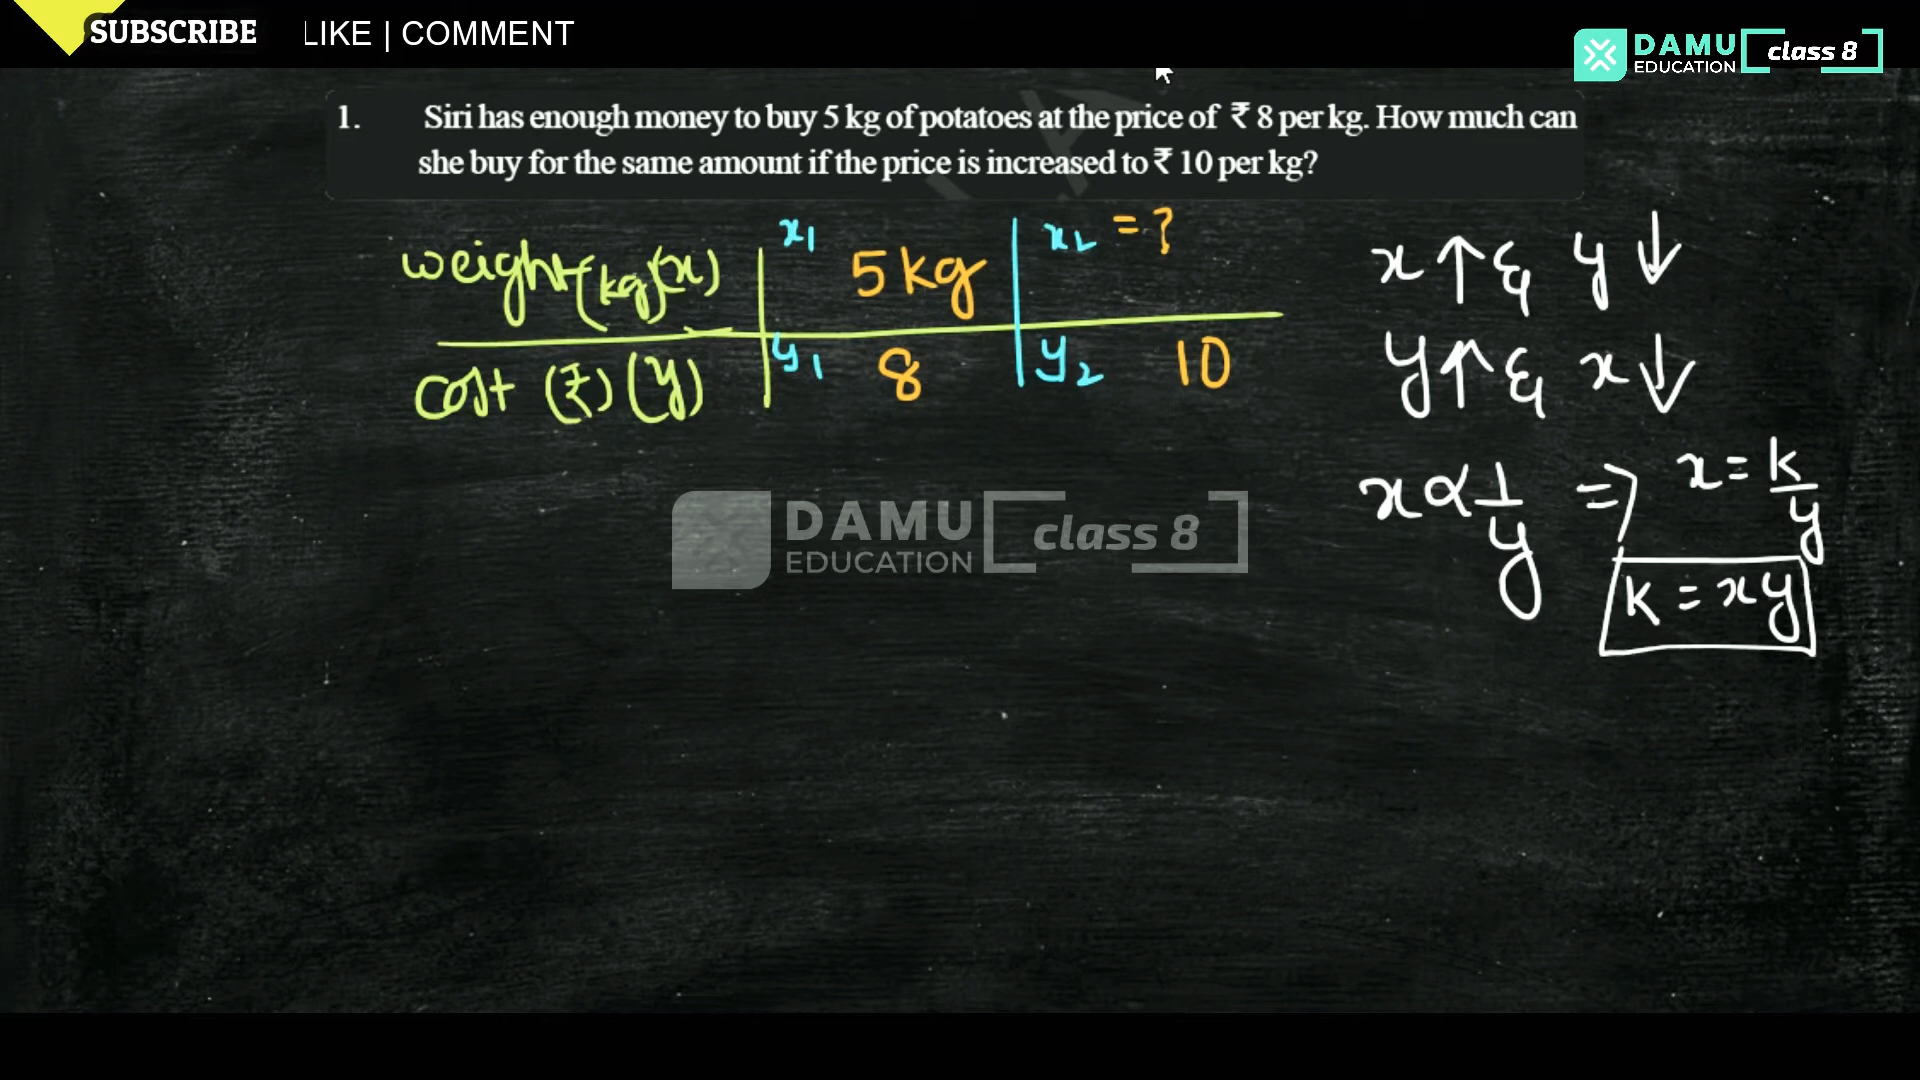 SUBSCRIBE LIKE | COMMENT
DAMU EDUCATION class 8
1. Siri has enough money to buy 5 kg of potatoes at the price of ₹ 8 per kg. How much can
she buy for the same amount if the price is increased to ₹ 10 per kg?
weight(kg)(x) x1 5kg x2 = ?
cost (₹) (y) y1 8 y2 10
x↑ & y↓
y↑ & x↓
x ∝ 1/y => x = k/y
k = xy
DAMU EDUCATION class 8